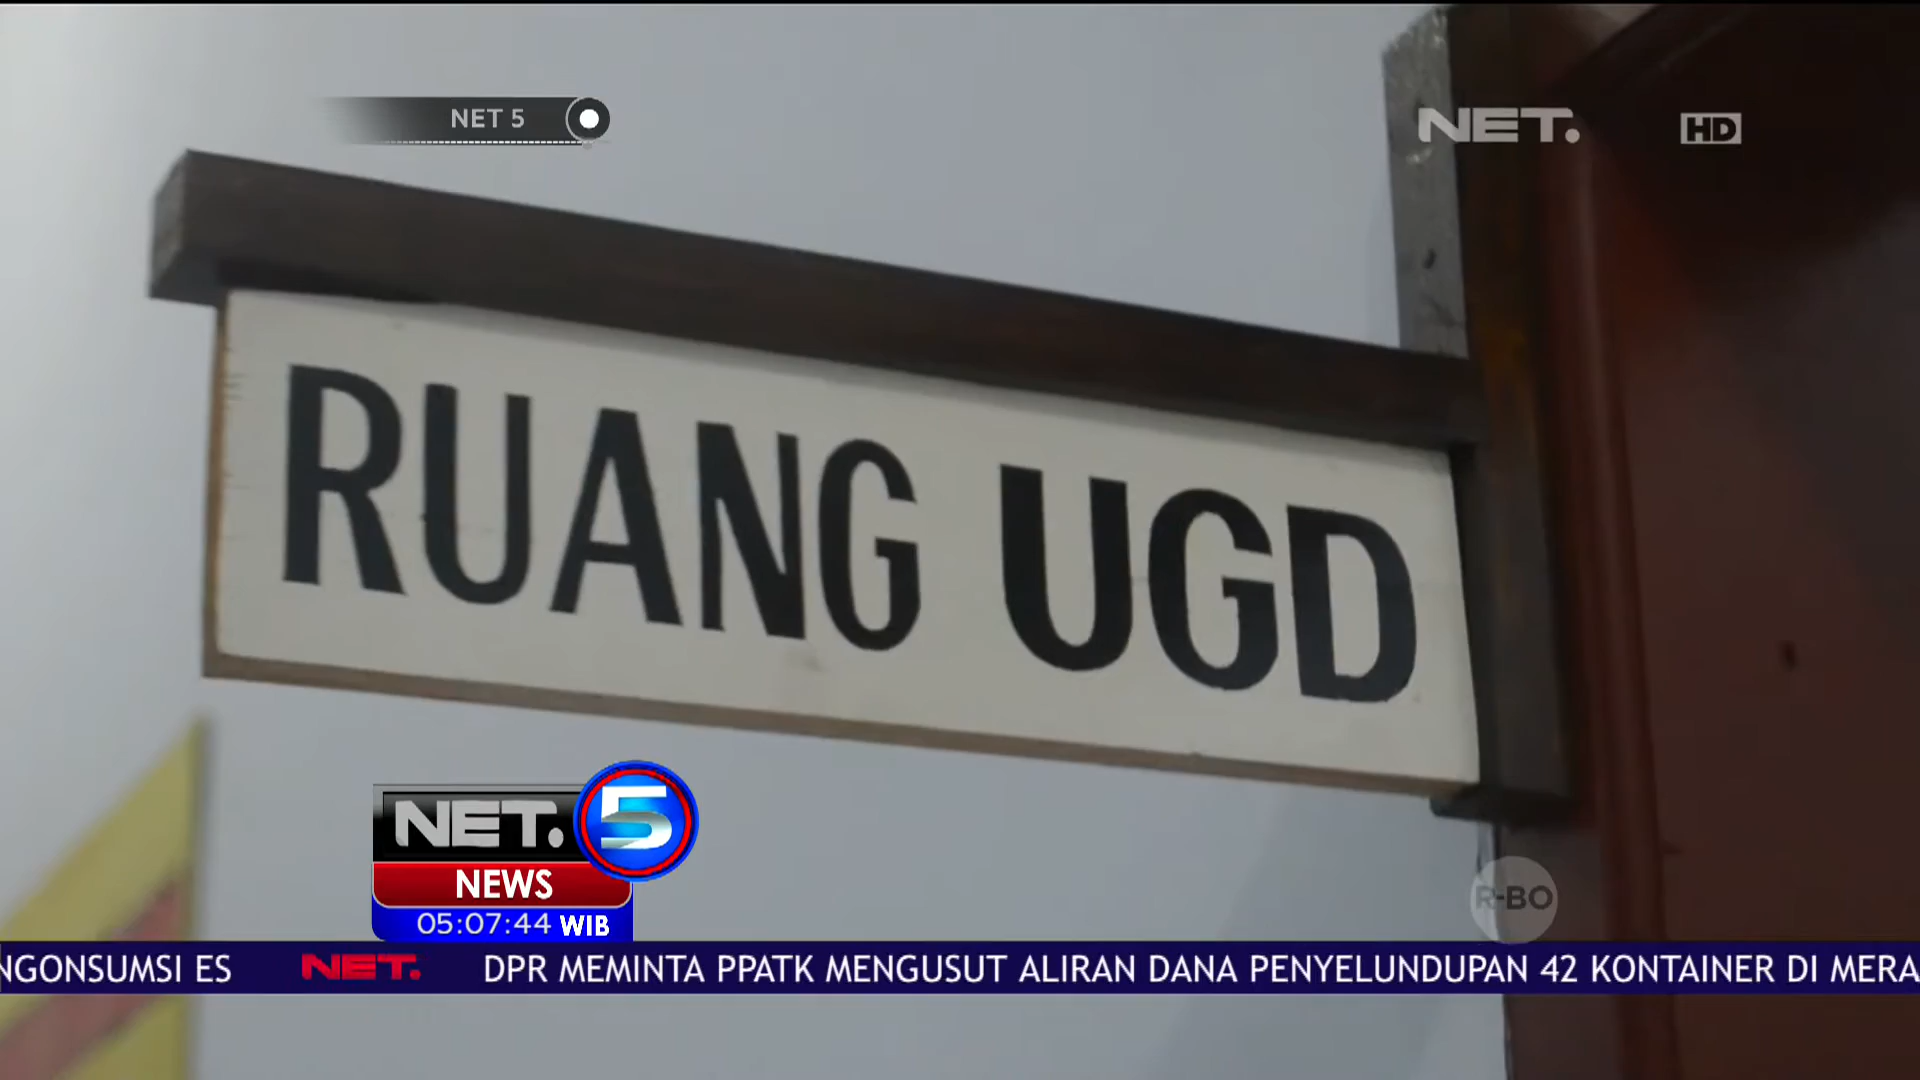 NET 5
NET.
HD
RUANG UGD
NET. 5
NEWS
05:07:44 WIB
R-BO
NGONSUMSI ES NET. DPR MEMINTA PPATK MENGUSUT ALIRAN DANA PENYELUNDUPAN 42 KONTAINER DI MERA